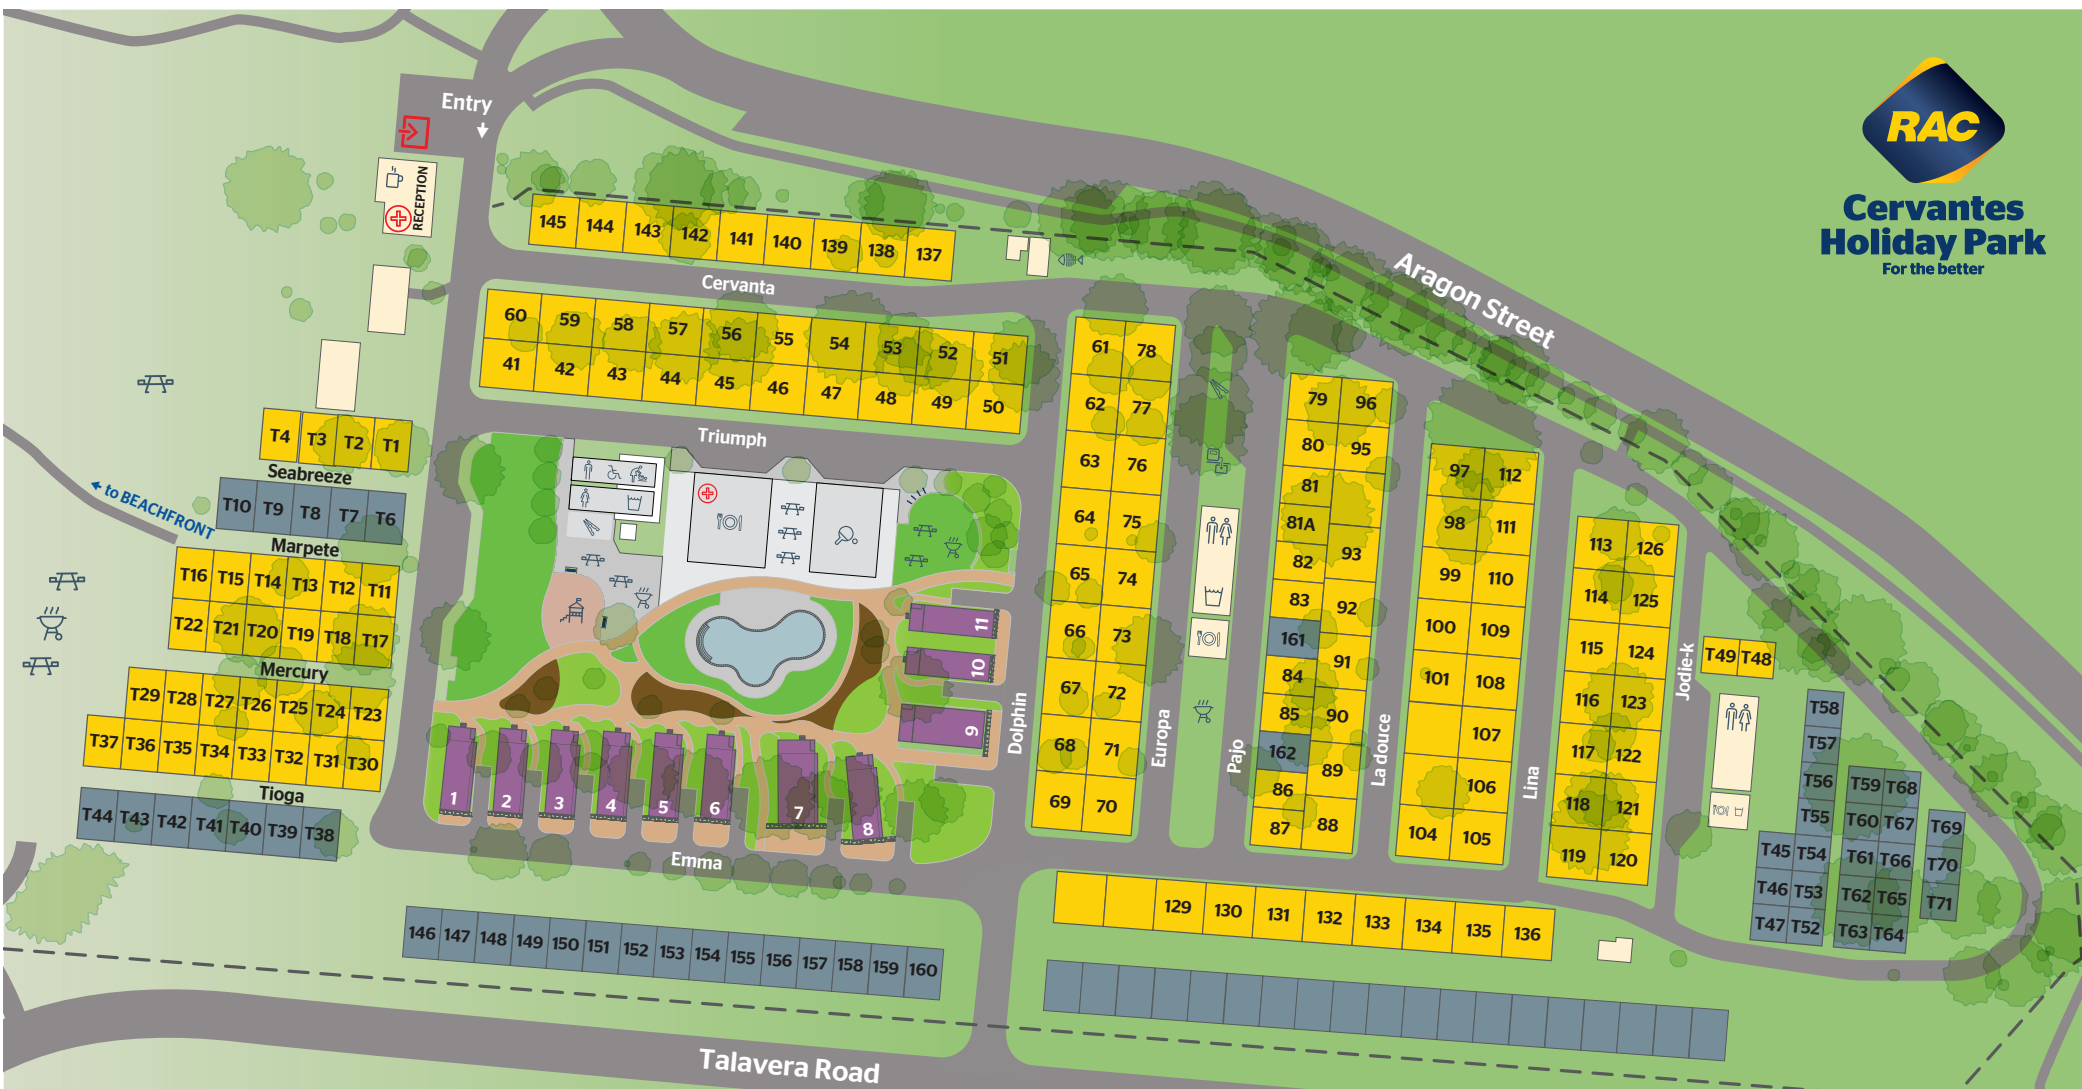 Entry
RECEPTION
RAC
Cervantes
Holiday Park
For the better
Aragon Street
145 144 143 142 141 140 139 138 137
Cervanta
60 59 58 57 56 55 54 53 52 51
41 42 43 44 45 46 47 48 49 50
Triumph
T4 T3 T2 T1
Seabreeze
T10 T9 T8 T7 T6
← to BEACHFRONT
Marpete
T16 T15 T14 T13 T12 T11
T22 T21 T20 T19 T18 T17
Mercury
T29 T28 T27 T26 T25 T24 T23
T37 T36 T35 T34 T33 T32 T31 T30
Tioga
T44 T43 T42 T41 T40 T39 T38
11
10
9
1 2 3 4 5 6 7 8
Emma
Dolphin
61 78
62 77
63 76
64 75
65 74
66 73
67 72
68 71
69 70
Europa
Pajo
79 96
80 95
81
81A
93
82
83 92
161
91
84
85 90
162
89
86
87 88
La douce
97 112
98 111
99 110
100 109
101 108
107
106
104 105
Lina
113 126
114 125
115 124
116 123
117 122
118 121
119 120
Jodie-k
T49 T48
T58
T57
T56
T55
T59 T68
T60 T67
T61 T66
T62 T65
T63 T64
T69
T70
T71
T45 T54
T46 T53
T47 T52
129 130 131 132 133 134 135 136
146 147 148 149 150 151 152 153 154 155 156 157 158 159 160
Talavera Road